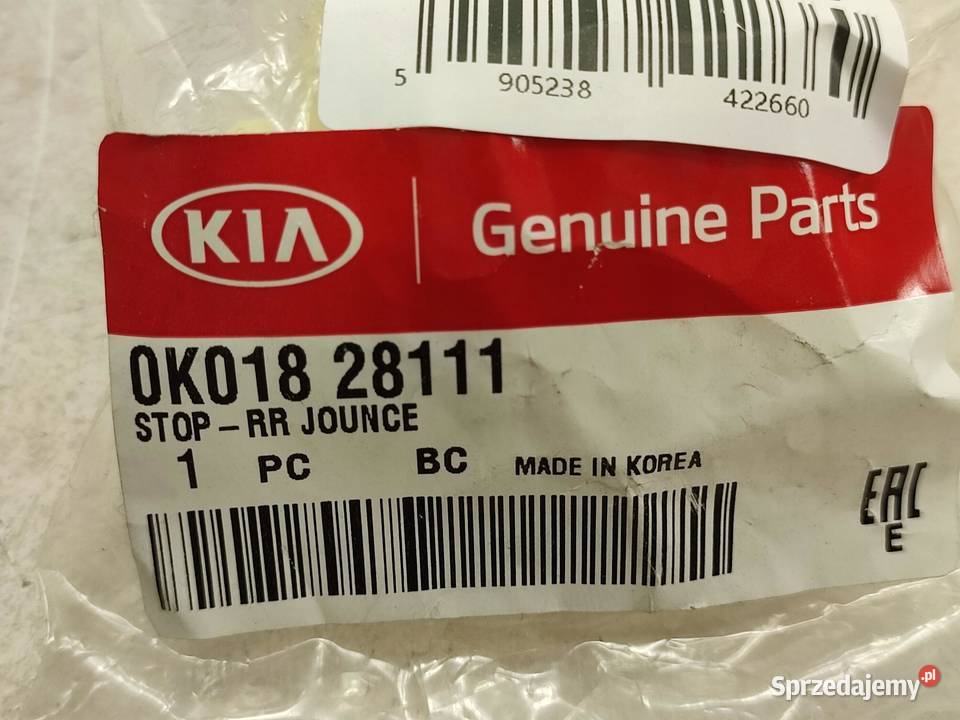 5 905238 422660
KIA Genuine Parts
0K018 28111
STOP – RR JOUNCE
1 PC BC MADE IN KOREA
EAC
E
Sprzedajemy.pl